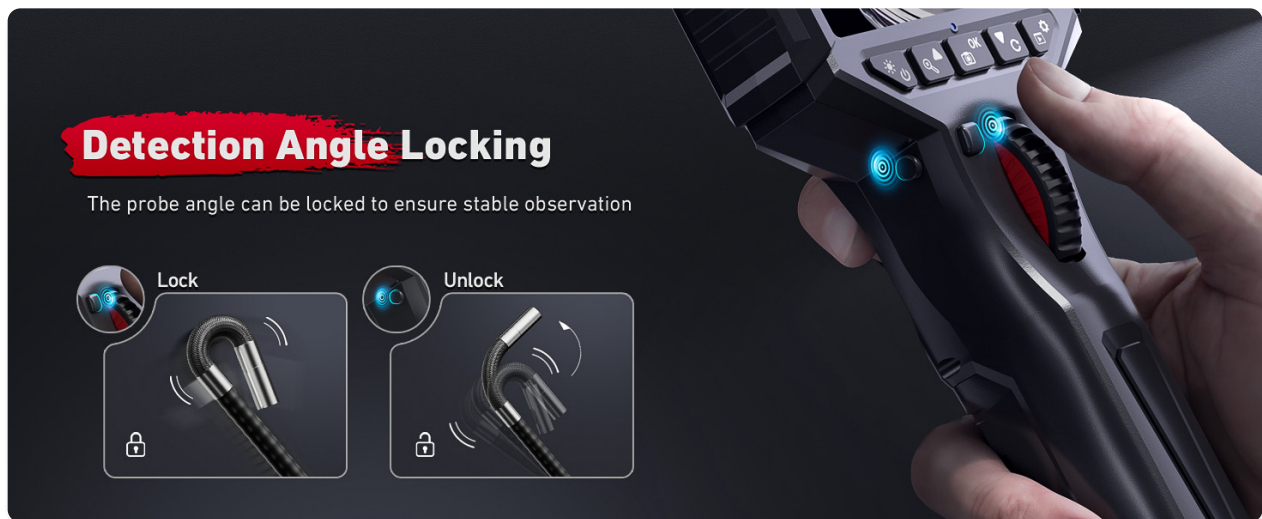 Detection Angle Locking
The probe angle can be locked to ensure stable observation
Lock
Unlock
OK